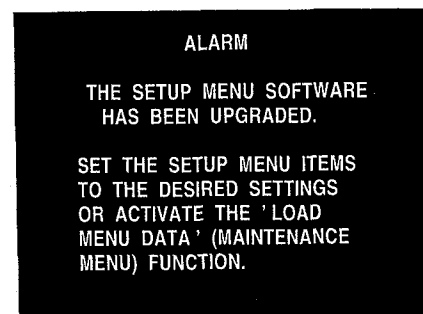 ALARM
THE SETUP MENU SOFTWARE
HAS BEEN UPGRADED.
SET THE SETUP MENU ITEMS
TO THE DESIRED SETTINGS
OR ACTIVATE THE 'LOAD
MENU DATA' (MAINTENANCE
MENU) FUNCTION.